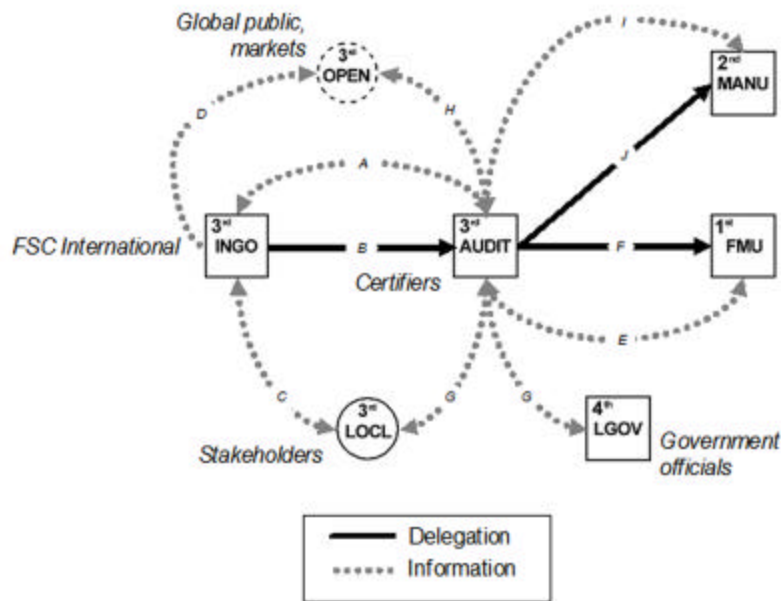 Global public,
markets
3rd
OPEN
I
2nd
MANU
D
H
J
A
FSC International
3rd
INGO
B
3rd
AUDIT
F
1st
FMU
Certifiers
E
C
G
G
3rd
LOCL
4th
LGOV
Stakeholders
Government
officials
Delegation
Information